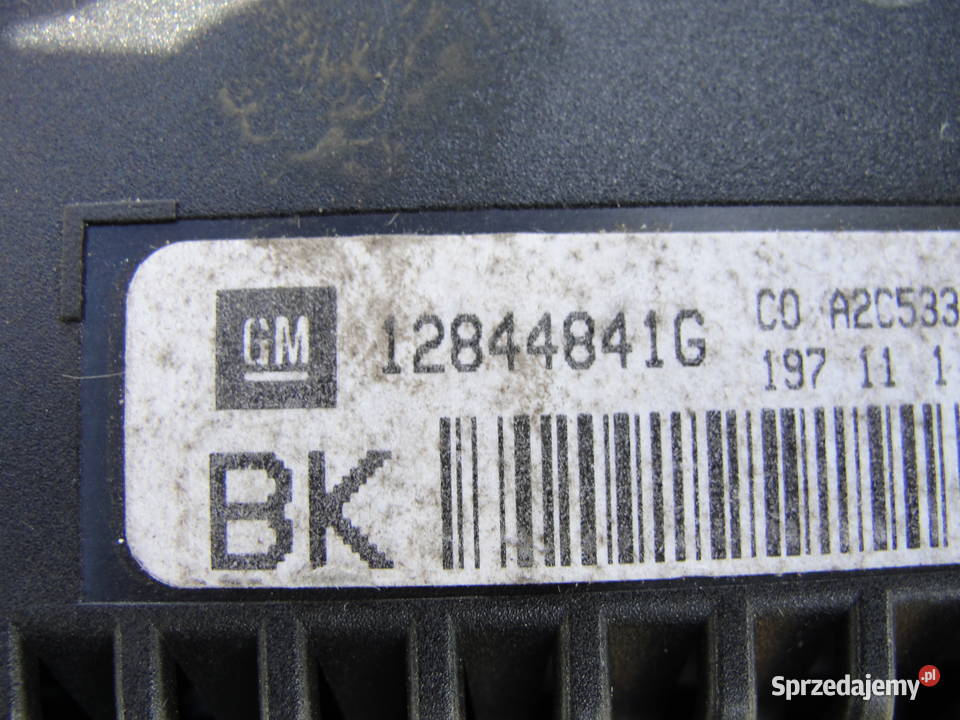 GM 12844841G
CO A2C533
197 11 1
BK
Sprzedajemy.pl